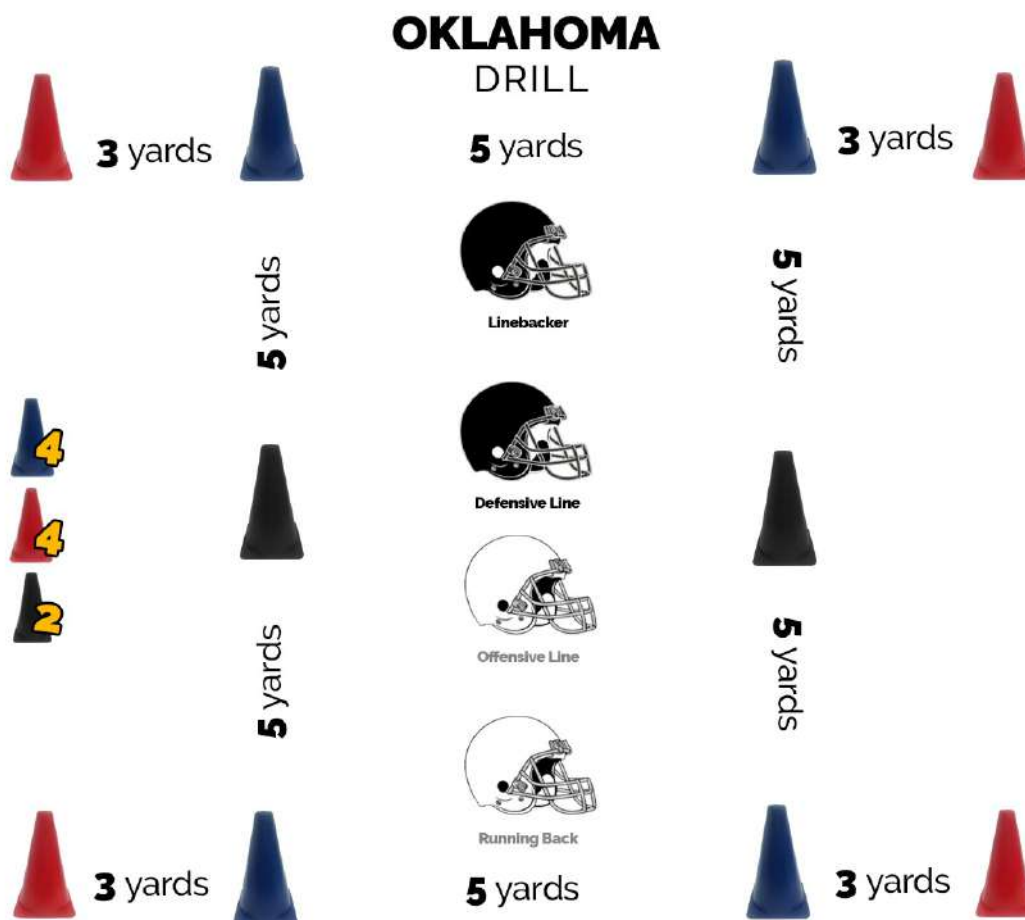 OKLAHOMA
DRILL
3 yards
5 yards
3 yards
5 yards
5 yards
Linebacker
4
4
2
Defensive Line
Offensive Line
5 yards
5 yards
Running Back
3 yards
5 yards
3 yards